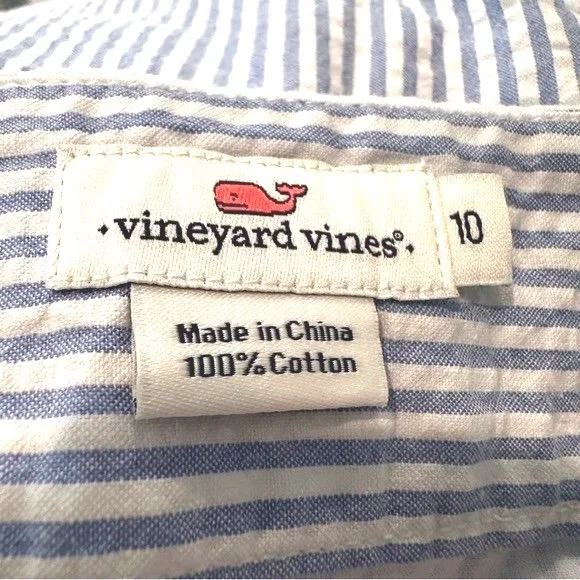 ·vineyard vines®·
10
Made in China
100% Cotton